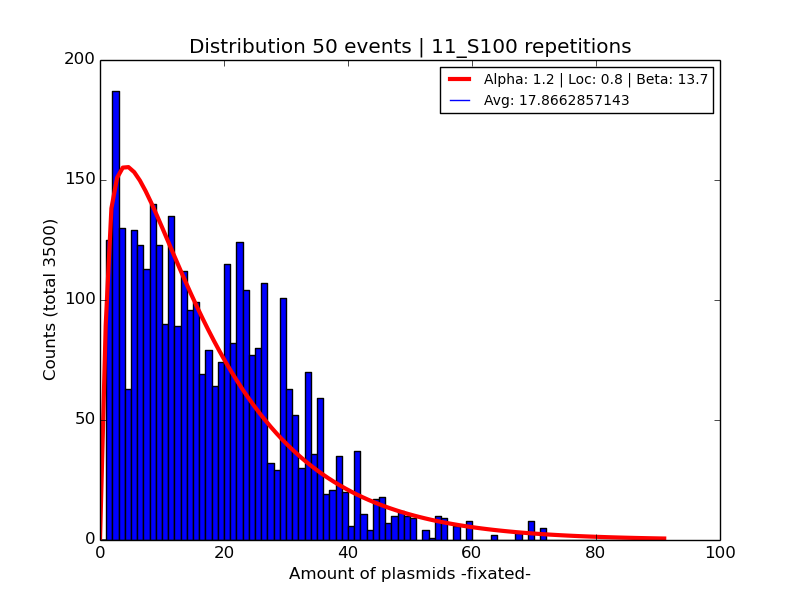 Distribution 50 events | 11_S100 repetitions
200
Alpha: 1.2 | Loc: 0.8 | Beta: 13.7
Avg: 17.8662857143
150
100
50
0
Counts (total 3500)
0 20 40 60 80 100
Amount of plasmids -fixated-